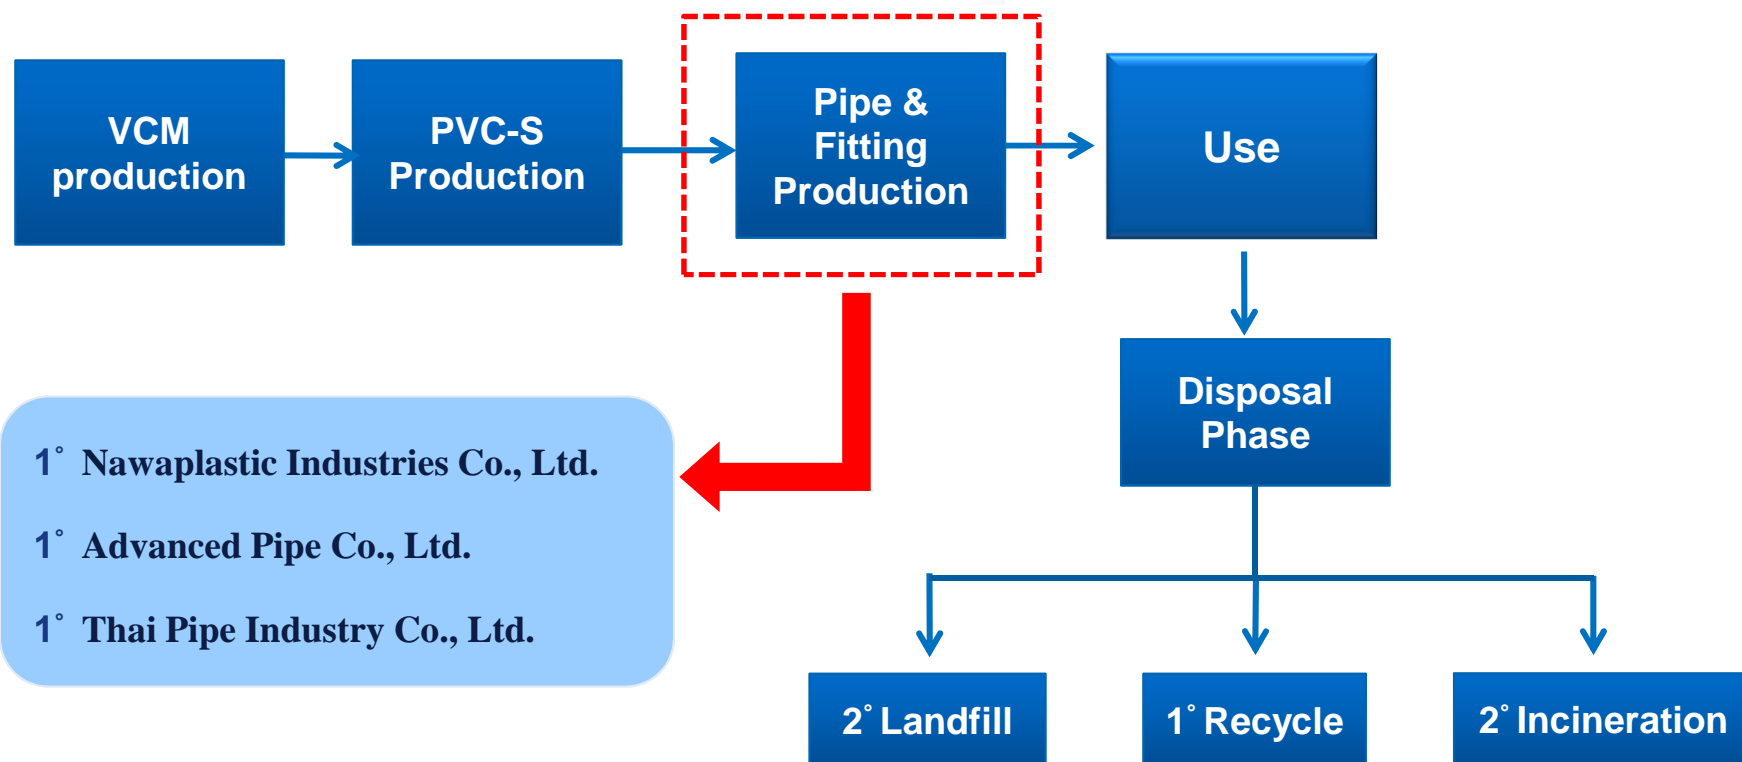 VCM
production
PVC-S
Production
Pipe &
Fitting
Production
Use
Disposal
Phase
1° Nawaplastic Industries Co., Ltd.
1° Advanced Pipe Co., Ltd.
1° Thai Pipe Industry Co., Ltd.
2° Landfill
1° Recycle
2° Incineration